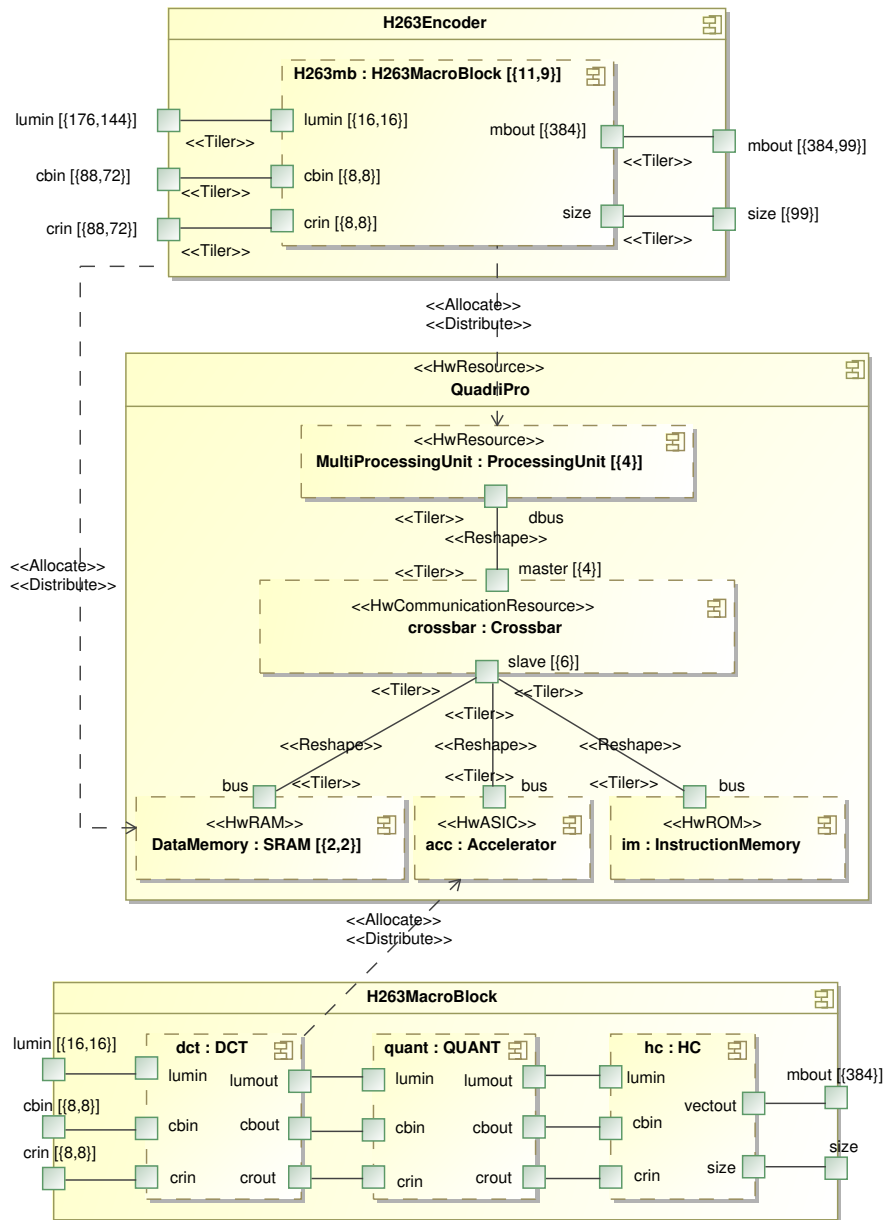 H263Encoder
H263mb : H263MacroBlock [{11,9}]
lumin [{176,144}]
lumin [{16,16}]
<<Tiler>>
mbout [{384}]
<<Tiler>>
mbout [{384,99}]
cbin [{88,72}]
cbin [{8,8}]
<<Tiler>>
crin [{88,72}]
crin [{8,8}]
<<Tiler>>
size
size [{99}]
<<Tiler>>
<<Allocate>>
<<Distribute>>
<<HwResource>>
QuadriPro
<<HwResource>>
MultiProcessingUnit : ProcessingUnit [{4}]
<<Tiler>>
dbus
<<Reshape>>
<<Tiler>>
master [{4}]
<<Allocate>>
<<Distribute>>
<<HwCommunicationResource>>
crossbar : Crossbar
slave [{6}]
<<Tiler>>
<<Tiler>>
<<Tiler>>
<<Reshape>>
<<Reshape>>
<<Reshape>>
bus
<<Tiler>>
<<Tiler>>
bus
<<Tiler>>
bus
<<HwRAM>>
DataMemory : SRAM [{2,2}]
<<HwASIC>>
acc : Accelerator
<<HwROM>>
im : InstructionMemory
<<Allocate>>
<<Distribute>>
H263MacroBlock
lumin [{16,16}]
dct : DCT
quant : QUANT
hc : HC
lumin
lumout
lumin
lumout
lumin
mbout [{384}]
cbin [{8,8}]
cbin
cbout
cbin
cbout
cbin
vectout
crin [{8,8}]
crin
crout
crin
crout
crin
size
size